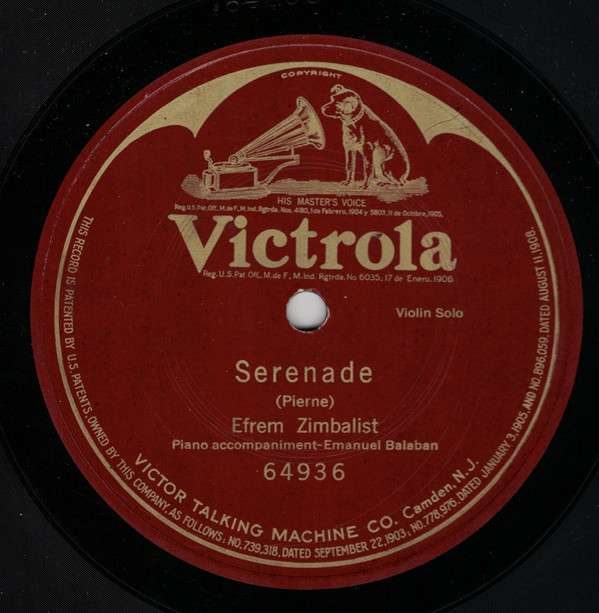 COPYRIGHT
HIS MASTER'S VOICE
Reg. U.S. Pat. Off. M. de F., M. Ind. Rgtrda. Nos. 4180, 1 de Febrero, 1904 y 5803, 11 de Octubre, 1905.
Victrola
Reg. U.S. Pat. Off. M. de F., M. Ind. Rgtrda. No 6035, 17 de Enero, 1906
Violin Solo
Serenade
(Pierne)
Efrem Zimbalist
Piano accompaniment-Emanuel Balaban
64936
VICTOR TALKING MACHINE CO. Camden, N. J.
THIS RECORD IS PATENTED BY U.S. PATENTS, OWNED BY THIS COMPANY, AS FOLLOWS: NO. 739,318, DATED SEPTEMBER 22, 1903; NO. 778,976, DATED JANUARY 3, 1905, AND NO. 896,059, DATED AUGUST 11, 1908.